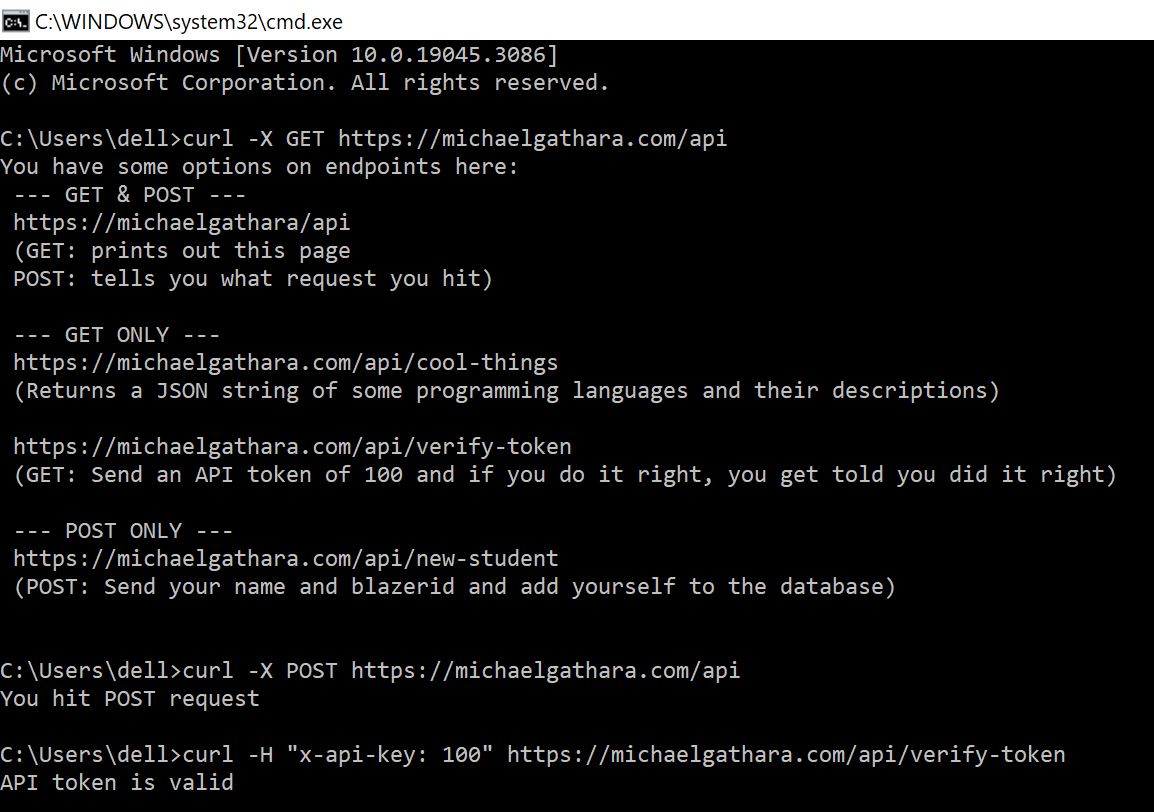 C:\WINDOWS\system32\cmd.exe
Microsoft Windows [Version 10.0.19045.3086]
(c) Microsoft Corporation. All rights reserved.
C:\Users\dell>curl -X GET https://michaelgathara.com/api
You have some options on endpoints here:
--- GET & POST ---
https://michaelgathara/api
(GET: prints out this page
POST: tells you what request you hit)
--- GET ONLY ---
https://michaelgathara.com/api/cool-things
(Returns a JSON string of some programming languages and their descriptions)
https://michaelgathara.com/api/verify-token
(GET: Send an API token of 100 and if you do it right, you get told you did it right)
--- POST ONLY ---
https://michaelgathara.com/api/new-student
(POST: Send your name and blazerid and add yourself to the database)
C:\Users\dell>curl -X POST https://michaelgathara.com/api
You hit POST request
C:\Users\dell>curl -H "x-api-key: 100" https://michaelgathara.com/api/verify-token
API token is valid